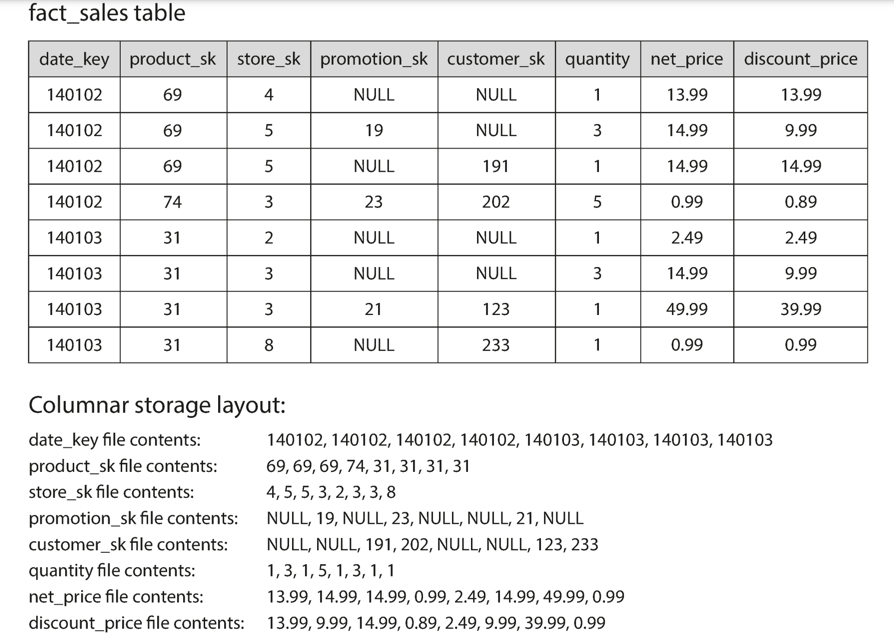 fact_sales table
date_key product_sk store_sk promotion_sk customer_sk quantity net_price discount_price
140102 69 4 NULL NULL 1 13.99 13.99
140102 69 5 19 NULL 3 14.99 9.99
140102 69 5 NULL 191 1 14.99 14.99
140102 74 3 23 202 5 0.99 0.89
140103 31 2 NULL NULL 1 2.49 2.49
140103 31 3 NULL NULL 3 14.99 9.99
140103 31 3 21 123 1 49.99 39.99
140103 31 8 NULL 233 1 0.99 0.99
Columnar storage layout:
date_key file contents: 140102, 140102, 140102, 140102, 140103, 140103, 140103, 140103
product_sk file contents: 69, 69, 69, 74, 31, 31, 31, 31
store_sk file contents: 4, 5, 5, 3, 2, 3, 3, 8
promotion_sk file contents: NULL, 19, NULL, 23, NULL, NULL, 21, NULL
customer_sk file contents: NULL, NULL, 191, 202, NULL, NULL, 123, 233
quantity file contents: 1, 3, 1, 5, 1, 3, 1, 1
net_price file contents: 13.99, 14.99, 14.99, 0.99, 2.49, 14.99, 49.99, 0.99
discount_price file contents: 13.99, 9.99, 14.99, 0.89, 2.49, 9.99, 39.99, 0.99